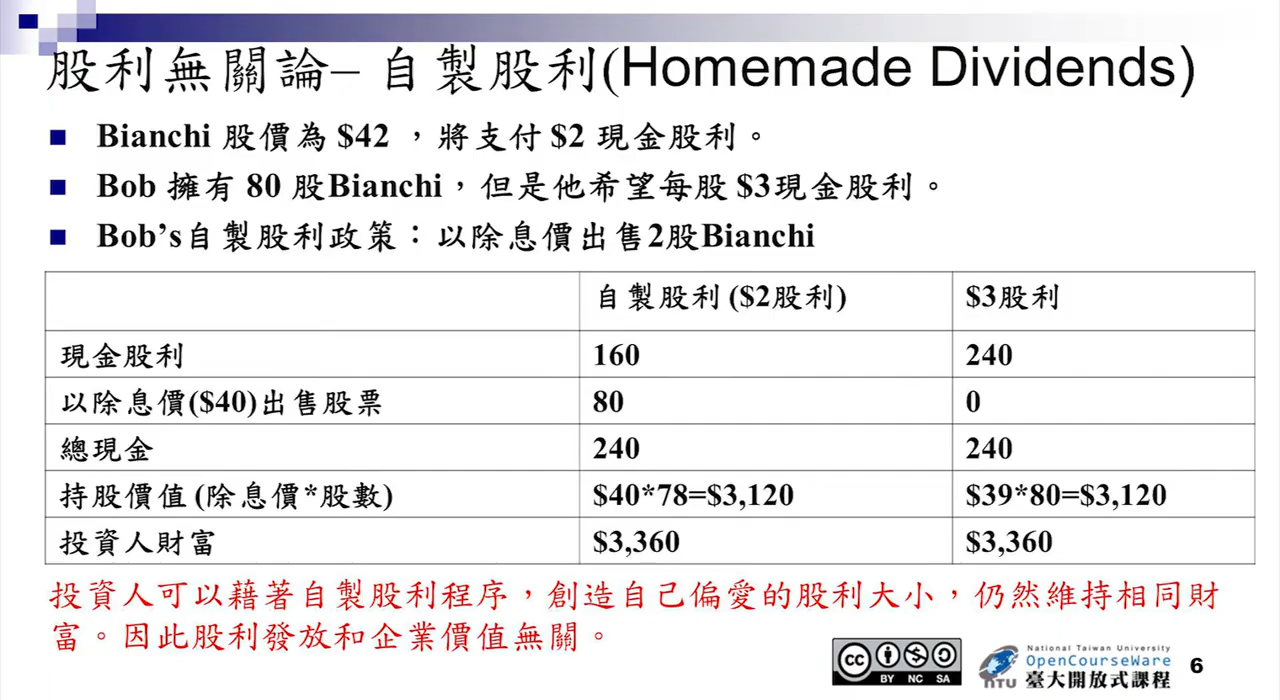 股利無關論– 自製股利(Homemade Dividends)
Bianchi 股價為 $42 ，將支付 $2 現金股利。
Bob 擁有 80 股Bianchi，但是他希望每股 $3現金股利。
Bob's自製股利政策：以除息價出售2股Bianchi
自製股利 ($2股利) $3股利
現金股利 160 240
以除息價($40)出售股票 80 0
總現金 240 240
持股價值 (除息價*股數) $40*78=$3,120 $39*80=$3,120
投資人財富 $3,360 $3,360
投資人可以藉著自製股利程序，創造自己偏愛的股利大小，仍然維持相同財
富。因此股利發放和企業價值無關。
cc BY NC SA
National Taiwan University
OpenCourseWare
NTU 臺大開放式課程
6